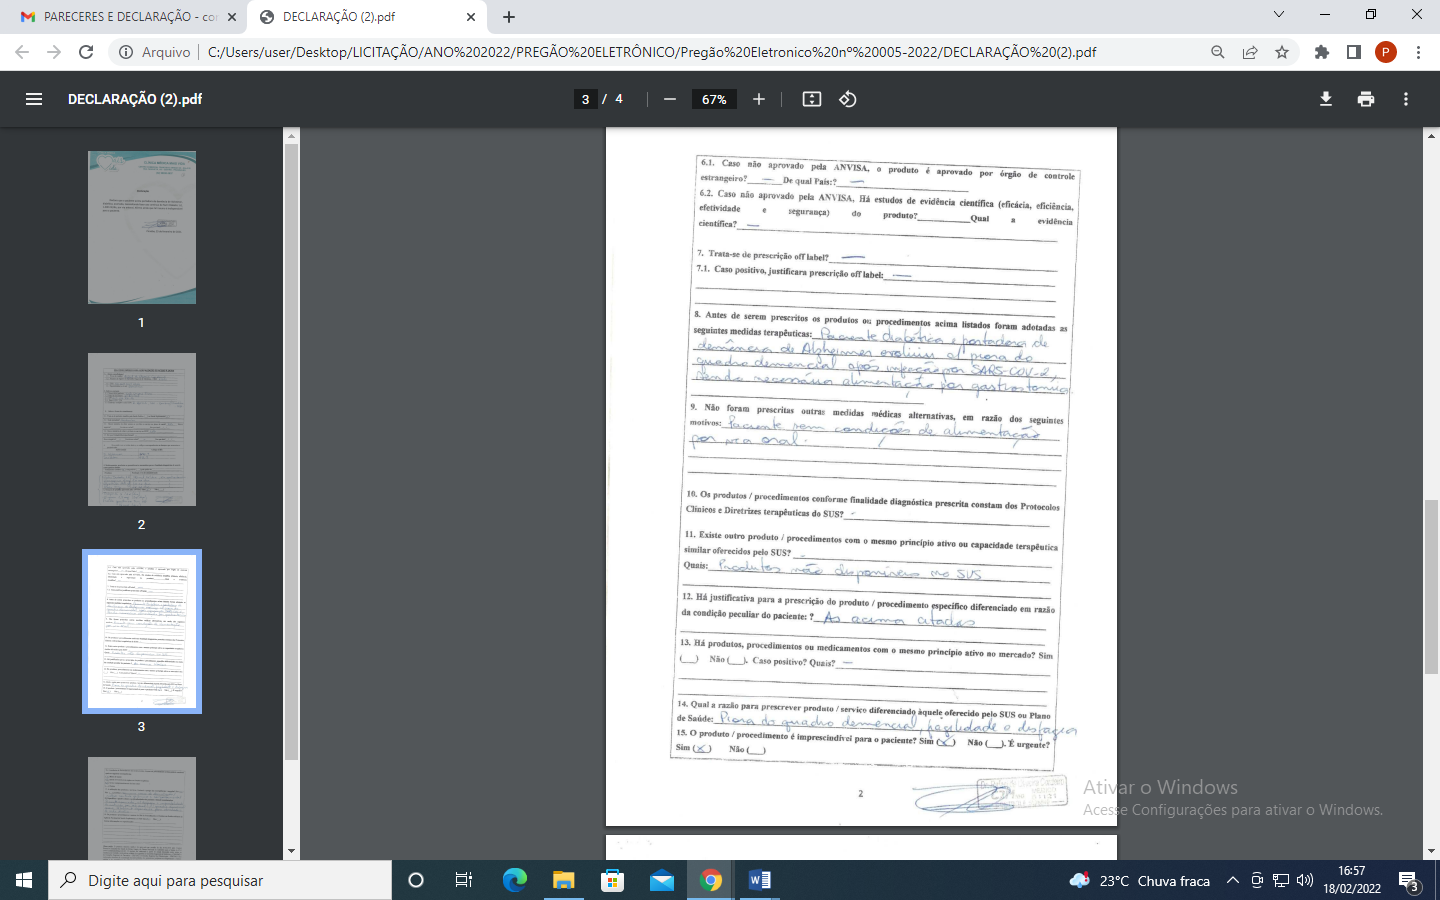 PARECERES E DECLARAÇÃO - cor
DECLARAÇÃO (2).pdf
Arquivo
C:/Users/user/Desktop/LICITAÇÃO/ANO%202022/PREGÃO%20ELETRÔNICO/Pregão%20Eletronico%20nº%20005-2022/DECLARAÇÃO%20(2).pdf
P
DECLARAÇÃO (2).pdf
3 / 4
67%
1
2
3
6.1. Caso não aprovado pela ANVISA, o produto é aprovado por órgão de controle
estrangeiro?______De qual País:?
6.2. Caso não aprovado pela ANVISA, Há estudos de evidência científica (eficácia, eficiência,
efetividade e segurança) do produto?__________Qual a evidência
científica?
7. Trata-se de prescrição off label?
7.1. Caso positivo, justificara prescrição off label:
8. Antes de serem prescritos os produtos ou procedimentos acima listados foram adotadas as
seguintes medidas terapêuticas: Paciente diabética e portadora de
demência de Alzheimer evoluiu c/ piora do
quadro demencial após infecção por SARS-COV-2,
sendo necessária alimentação por gastrostomia.
9. Não foram prescritas outras medidas médicas alternativas, em razão dos seguintes
motivos: Paciente sem condições de alimentação
por via oral.
10. Os produtos / procedimentos conforme finalidade diagnóstica prescrita constam dos Protocolos
Clínicos e Diretrizes terapêuticas do SUS?
11. Existe outro produto / procedimentos com o mesmo princípio ativo ou capacidade terapêutica
similar oferecidos pelo SUS?
Quais: Produtos não disponíveis no SUS
12. Há justificativa para a prescrição do produto / procedimento específico diferenciado em razão
da condição peculiar do paciente: ? As acima citadas
13. Há produtos, procedimentos ou medicamentos com o mesmo princípio ativo no mercado? Sim
(___) Não (___). Caso positivo? Quais?
14. Qual a razão para prescrever produto / serviço diferenciado àquele oferecido pelo SUS ou Plano
de Saúde: Piora do quadro demencial, fragilidade e disfagia
15. O produto / procedimento é imprescindível para o paciente? Sim (X) Não (___). É urgente?
Sim (X) Não (___)
2
Ativar o Windows
Acesse Configurações para ativar o Windows.
Digite aqui para pesquisar
23°C Chuva fraca
16:57
18/02/2022
3